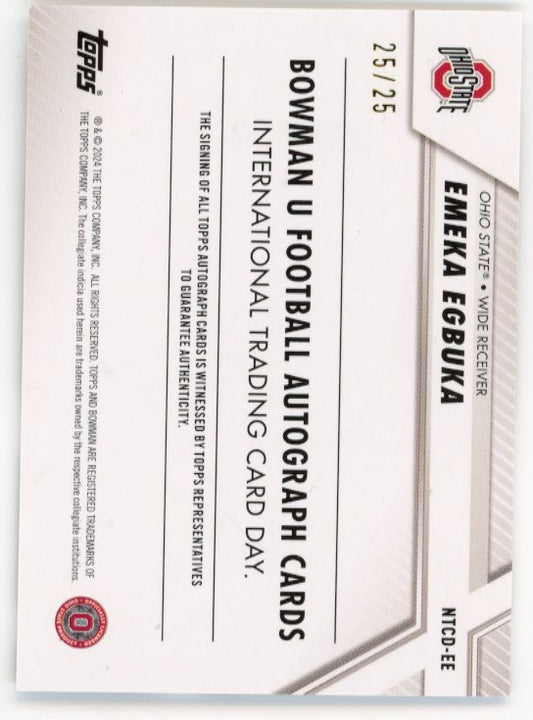 OHIO STATE
OHIO STATE® • WIDE RECEIVER
EMEKA EGBUKA
NTCD-EE
25/25
BOWMAN U FOOTBALL AUTOGRAPH CARDS
INTERNATIONAL TRADING CARD DAY.
THE SIGNING OF ALL TOPPS AUTOGRAPH CARDS IS WITNESSED BY TOPPS REPRESENTATIVES
TO GUARANTEE AUTHENTICITY.
topps®
® & © 2024 THE TOPPS COMPANY, INC. ALL RIGHTS RESERVED. TOPPS AND BOWMAN ARE REGISTERED TRADEMARKS OF
THE TOPPS COMPANY, INC. The collegiate indicia used herein are trademarks owned by the respective collegiate institutions.